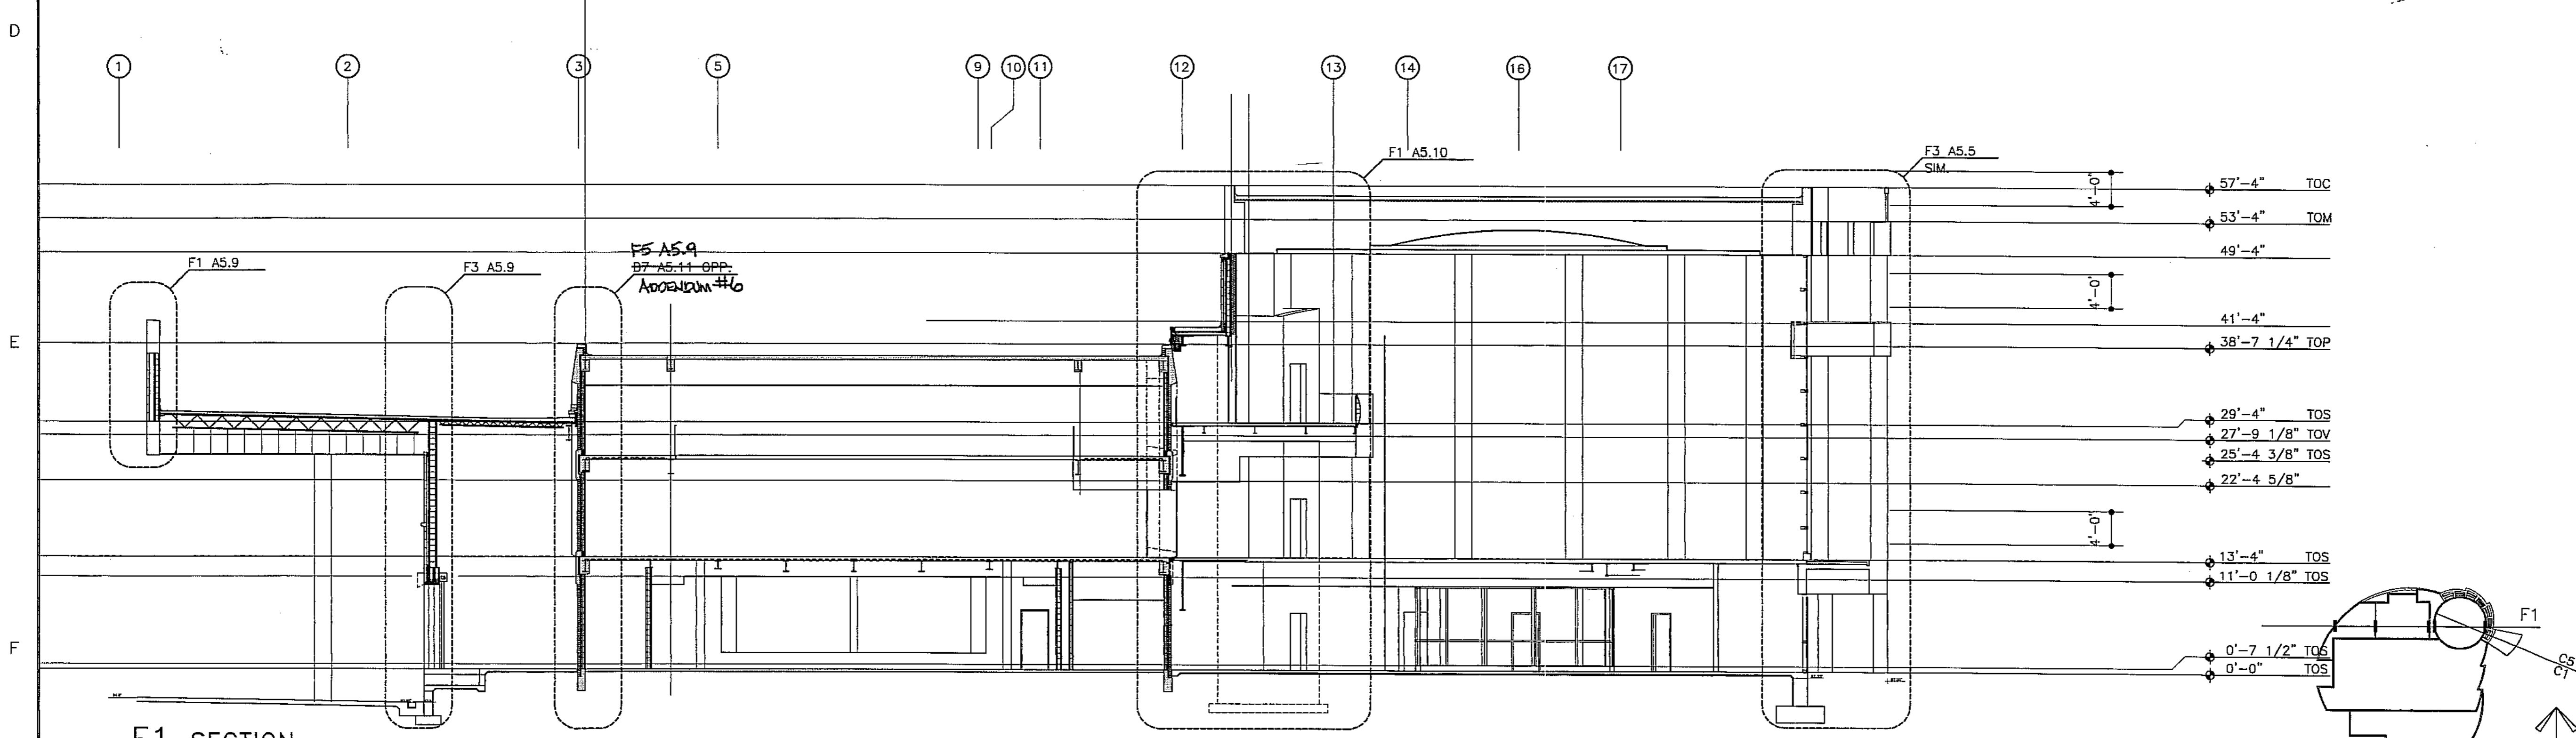 D
1 2 3 5 9 10 11 12 13 14 16 17
F1 A5.10
F3 A5.5
SIM.
4'-0"
57'-4" TOC
53'-4" TOM
F5 A5.9
D7 A5.11 OPP.
ADDENDUM #6
F1 A5.9
F3 A5.9
49'-4"
4'-0"
41'-4"
E
38'-7 1/4" TOP
29'-4" TOS
27'-9 1/8" TOV
25'-4 3/8" TOS
22'-4 5/8"
4'-0"
13'-4" TOS
11'-0 1/8" TOS
F
F1
0'-7 1/2" TOS
0'-0" TOS
C5
C1
F1 SECTION